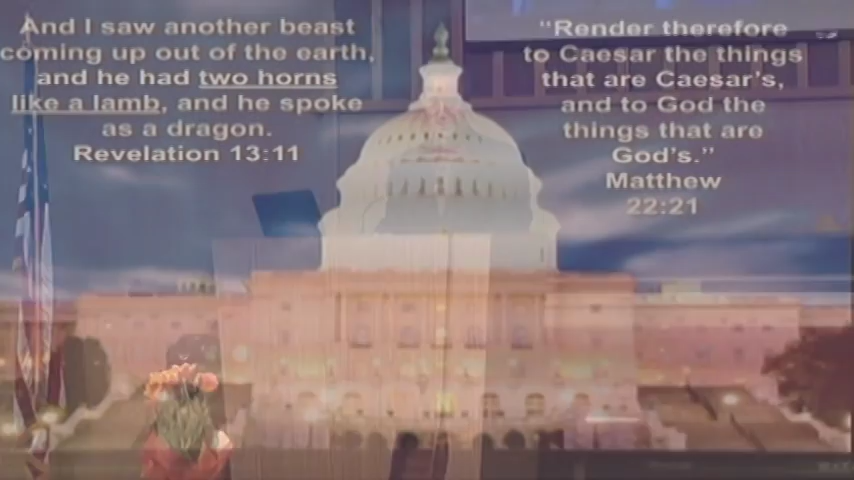 And I saw another beast
coming up out of the earth,
and he had two horns
like a lamb, and he spoke
as a dragon.
Revelation 13:11
“Render therefore
to Caesar the things
that are Caesar’s,
and to God the
things that are
God’s.”
Matthew
22:21